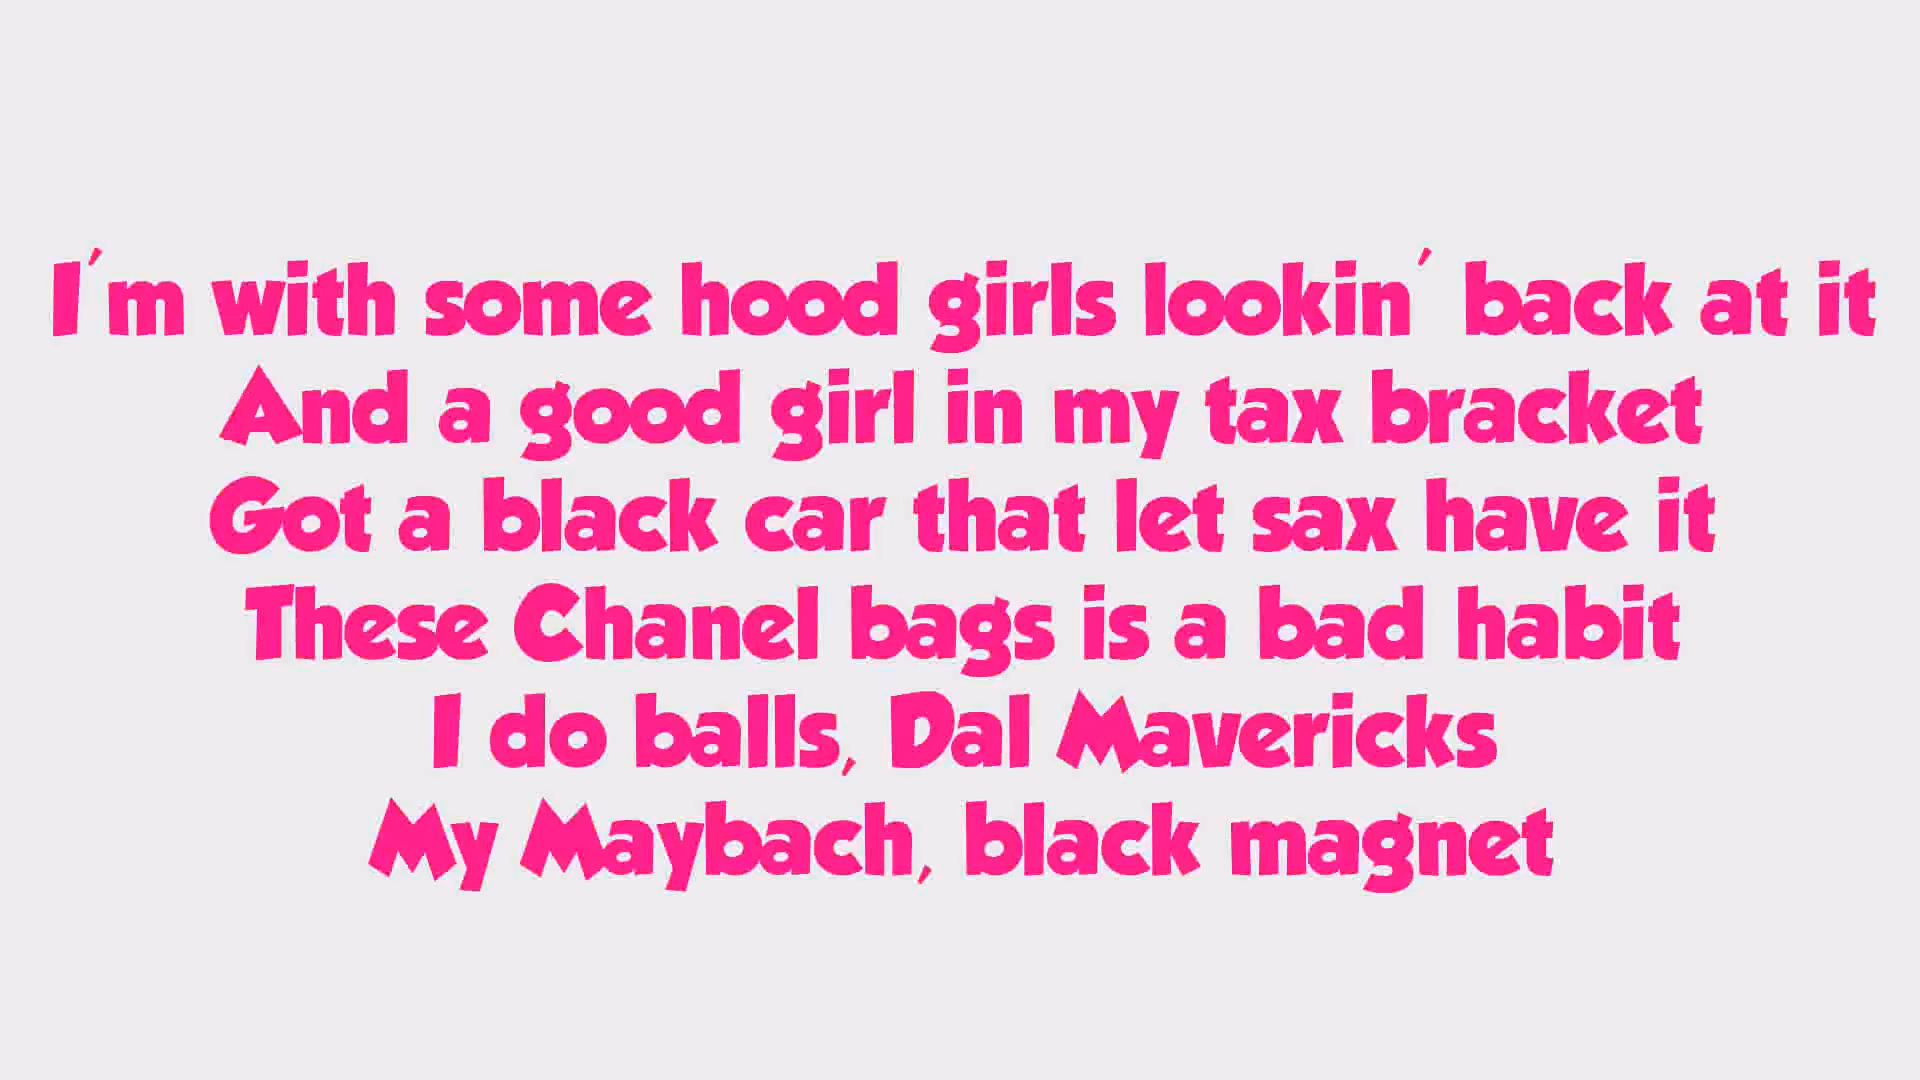 I'm with some hood girls lookin' back at it
And a good girl in my tax bracket
Got a black car that let sax have it
These Chanel bags is a bad habit
I do balls, Dal Mavericks
My Maybach, black magnet